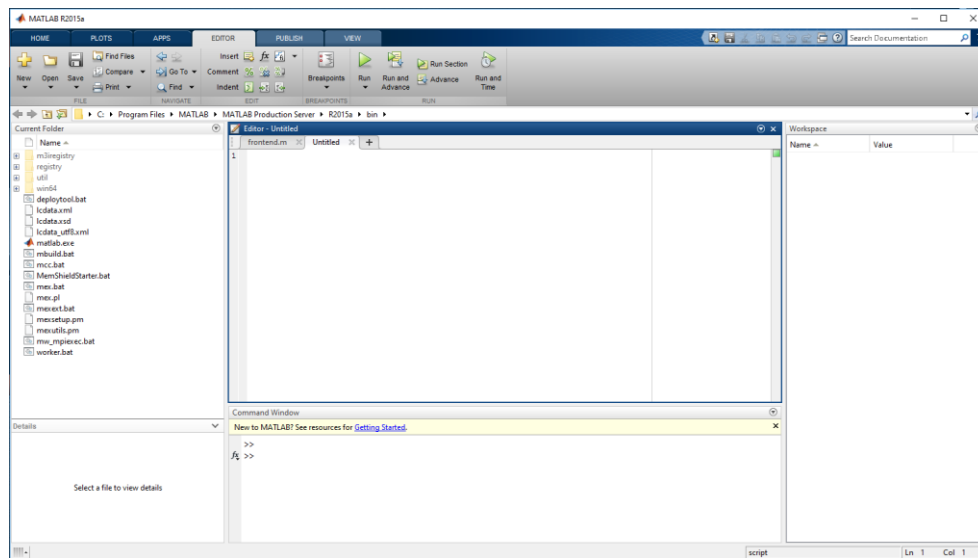 MATLAB R2015a
HOME PLOTS APPS EDITOR PUBLISH VIEW
Search Documentation
New Open Save
Find Files
Compare
Print
Go To
Find
Insert
Comment
Indent
fx
Breakpoints
Run
Run and Advance
Run Section
Advance
Run and Time
FILE NAVIGATE EDIT BREAKPOINTS RUN
C: Program Files MATLAB MATLAB Production Server R2015a bin
Current Folder
Name
m3iregistry
registry
util
win64
deploytool.bat
lcdata.xml
lcdata.xsd
lcdata_utf8.xml
matlab.exe
mbuild.bat
mcc.bat
MemShieldStarter.bat
mex.bat
mex.pl
mexext.bat
mexsetup.pm
mexutils.pm
mw_mpiexec.bat
worker.bat
Details
Select a file to view details
Editor - Untitled
frontend.m Untitled +
1
Command Window
New to MATLAB? See resources for Getting Started.
>>
fx >>
Workspace
Name Value
script Ln 1 Col 1